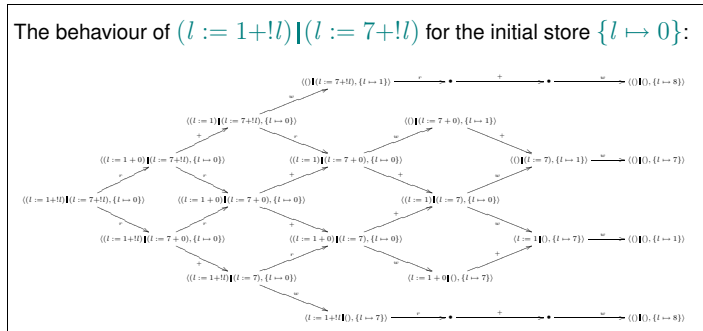 The behaviour of (l := 1+!l)|(l := 7+!l) for the initial store {l ↦ 0}:
⟨()|(l := 7+!l), {l ↦ 1}⟩ r • + • w ⟨()|(), {l ↦ 8}⟩
w
⟨(l := 1)|(l := 7+!l), {l ↦ 0}⟩ ⟨()|(l := 7 + 0), {l ↦ 1}⟩
+ r w +
⟨(l := 1 + 0)|(l := 7+!l), {l ↦ 0}⟩ ⟨(l := 1)|(l := 7 + 0), {l ↦ 0}⟩ ⟨()|(l := 7), {l ↦ 1}⟩ w ⟨()|(), {l ↦ 7}⟩
r r + + w
⟨(l := 1+!l)|(l := 7+!l), {l ↦ 0}⟩ ⟨(l := 1 + 0)|(l := 7 + 0), {l ↦ 0}⟩ ⟨(l := 1)|(l := 7), {l ↦ 0}⟩
r r + + w
⟨(l := 1+!l)|(l := 7 + 0), {l ↦ 0}⟩ ⟨(l := 1 + 0)|(l := 7), {l ↦ 0}⟩ ⟨l := 1|(), {l ↦ 7}⟩ w ⟨()|(), {l ↦ 1}⟩
+ r w +
⟨(l := 1+!l)|(l := 7), {l ↦ 0}⟩ ⟨l := 1 + 0|(), {l ↦ 7}⟩
w
⟨l := 1+!l|(), {l ↦ 7}⟩ r • + • w ⟨()|(), {l ↦ 8}⟩